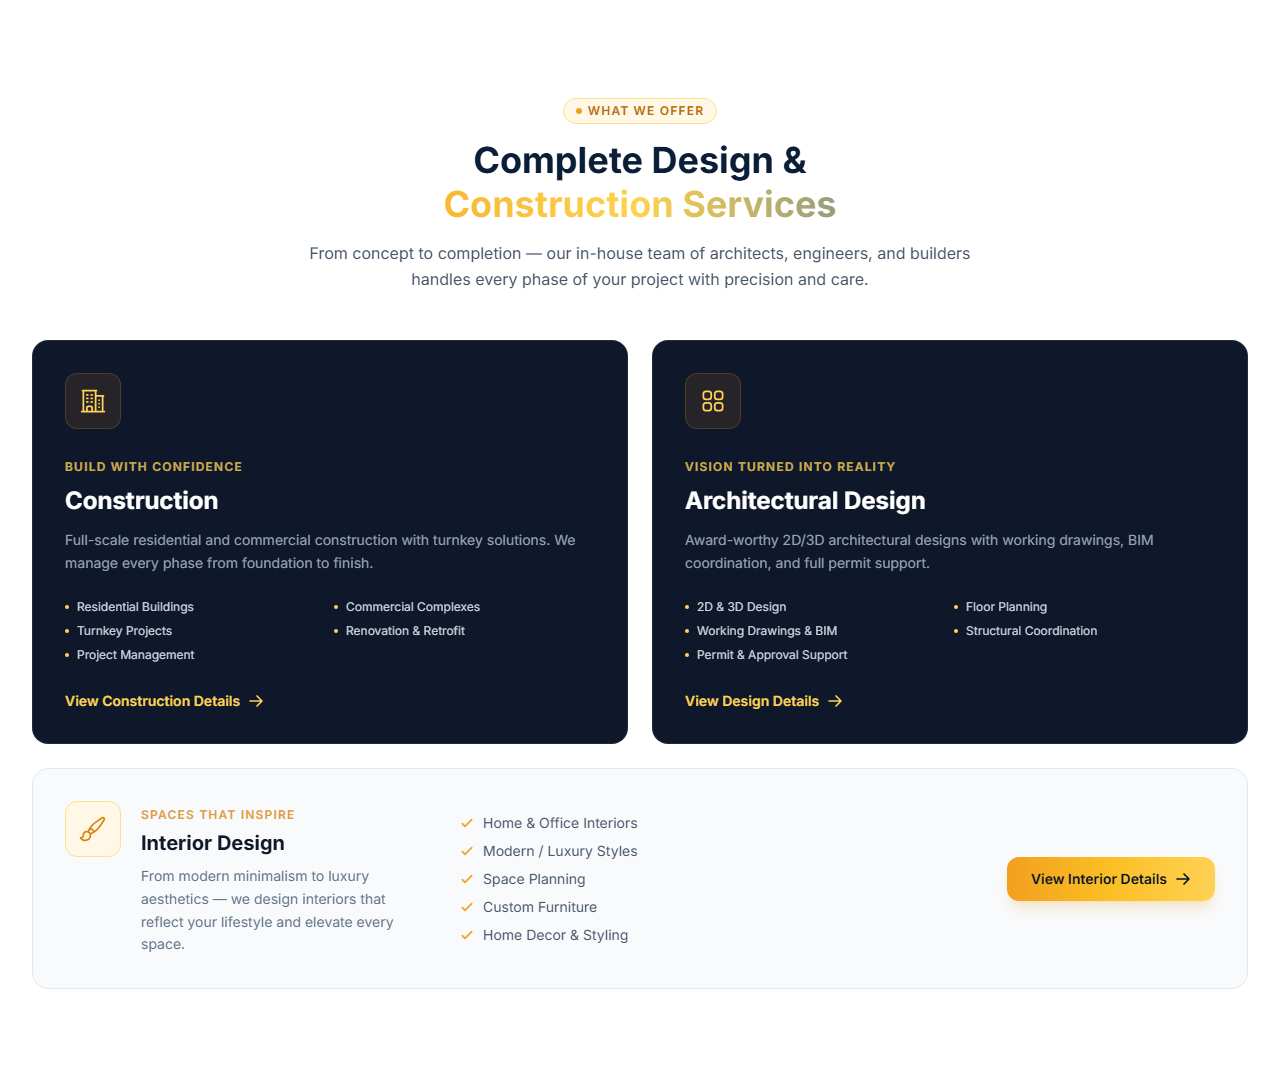 WHAT WE OFFER
Complete Design &
Construction Services
From concept to completion — our in-house team of architects, engineers, and builders
handles every phase of your project with precision and care.
BUILD WITH CONFIDENCE
Construction
Full-scale residential and commercial construction with turnkey solutions. We
manage every phase from foundation to finish.
Residential Buildings
Commercial Complexes
Turnkey Projects
Renovation & Retrofit
Project Management
View Construction Details
VISION TURNED INTO REALITY
Architectural Design
Award-worthy 2D/3D architectural designs with working drawings, BIM
coordination, and full permit support.
2D & 3D Design
Floor Planning
Working Drawings & BIM
Structural Coordination
Permit & Approval Support
View Design Details
SPACES THAT INSPIRE
Interior Design
From modern minimalism to luxury
aesthetics — we design interiors that
reflect your lifestyle and elevate every
space.
Home & Office Interiors
Modern / Luxury Styles
Space Planning
Custom Furniture
Home Decor & Styling
View Interior Details